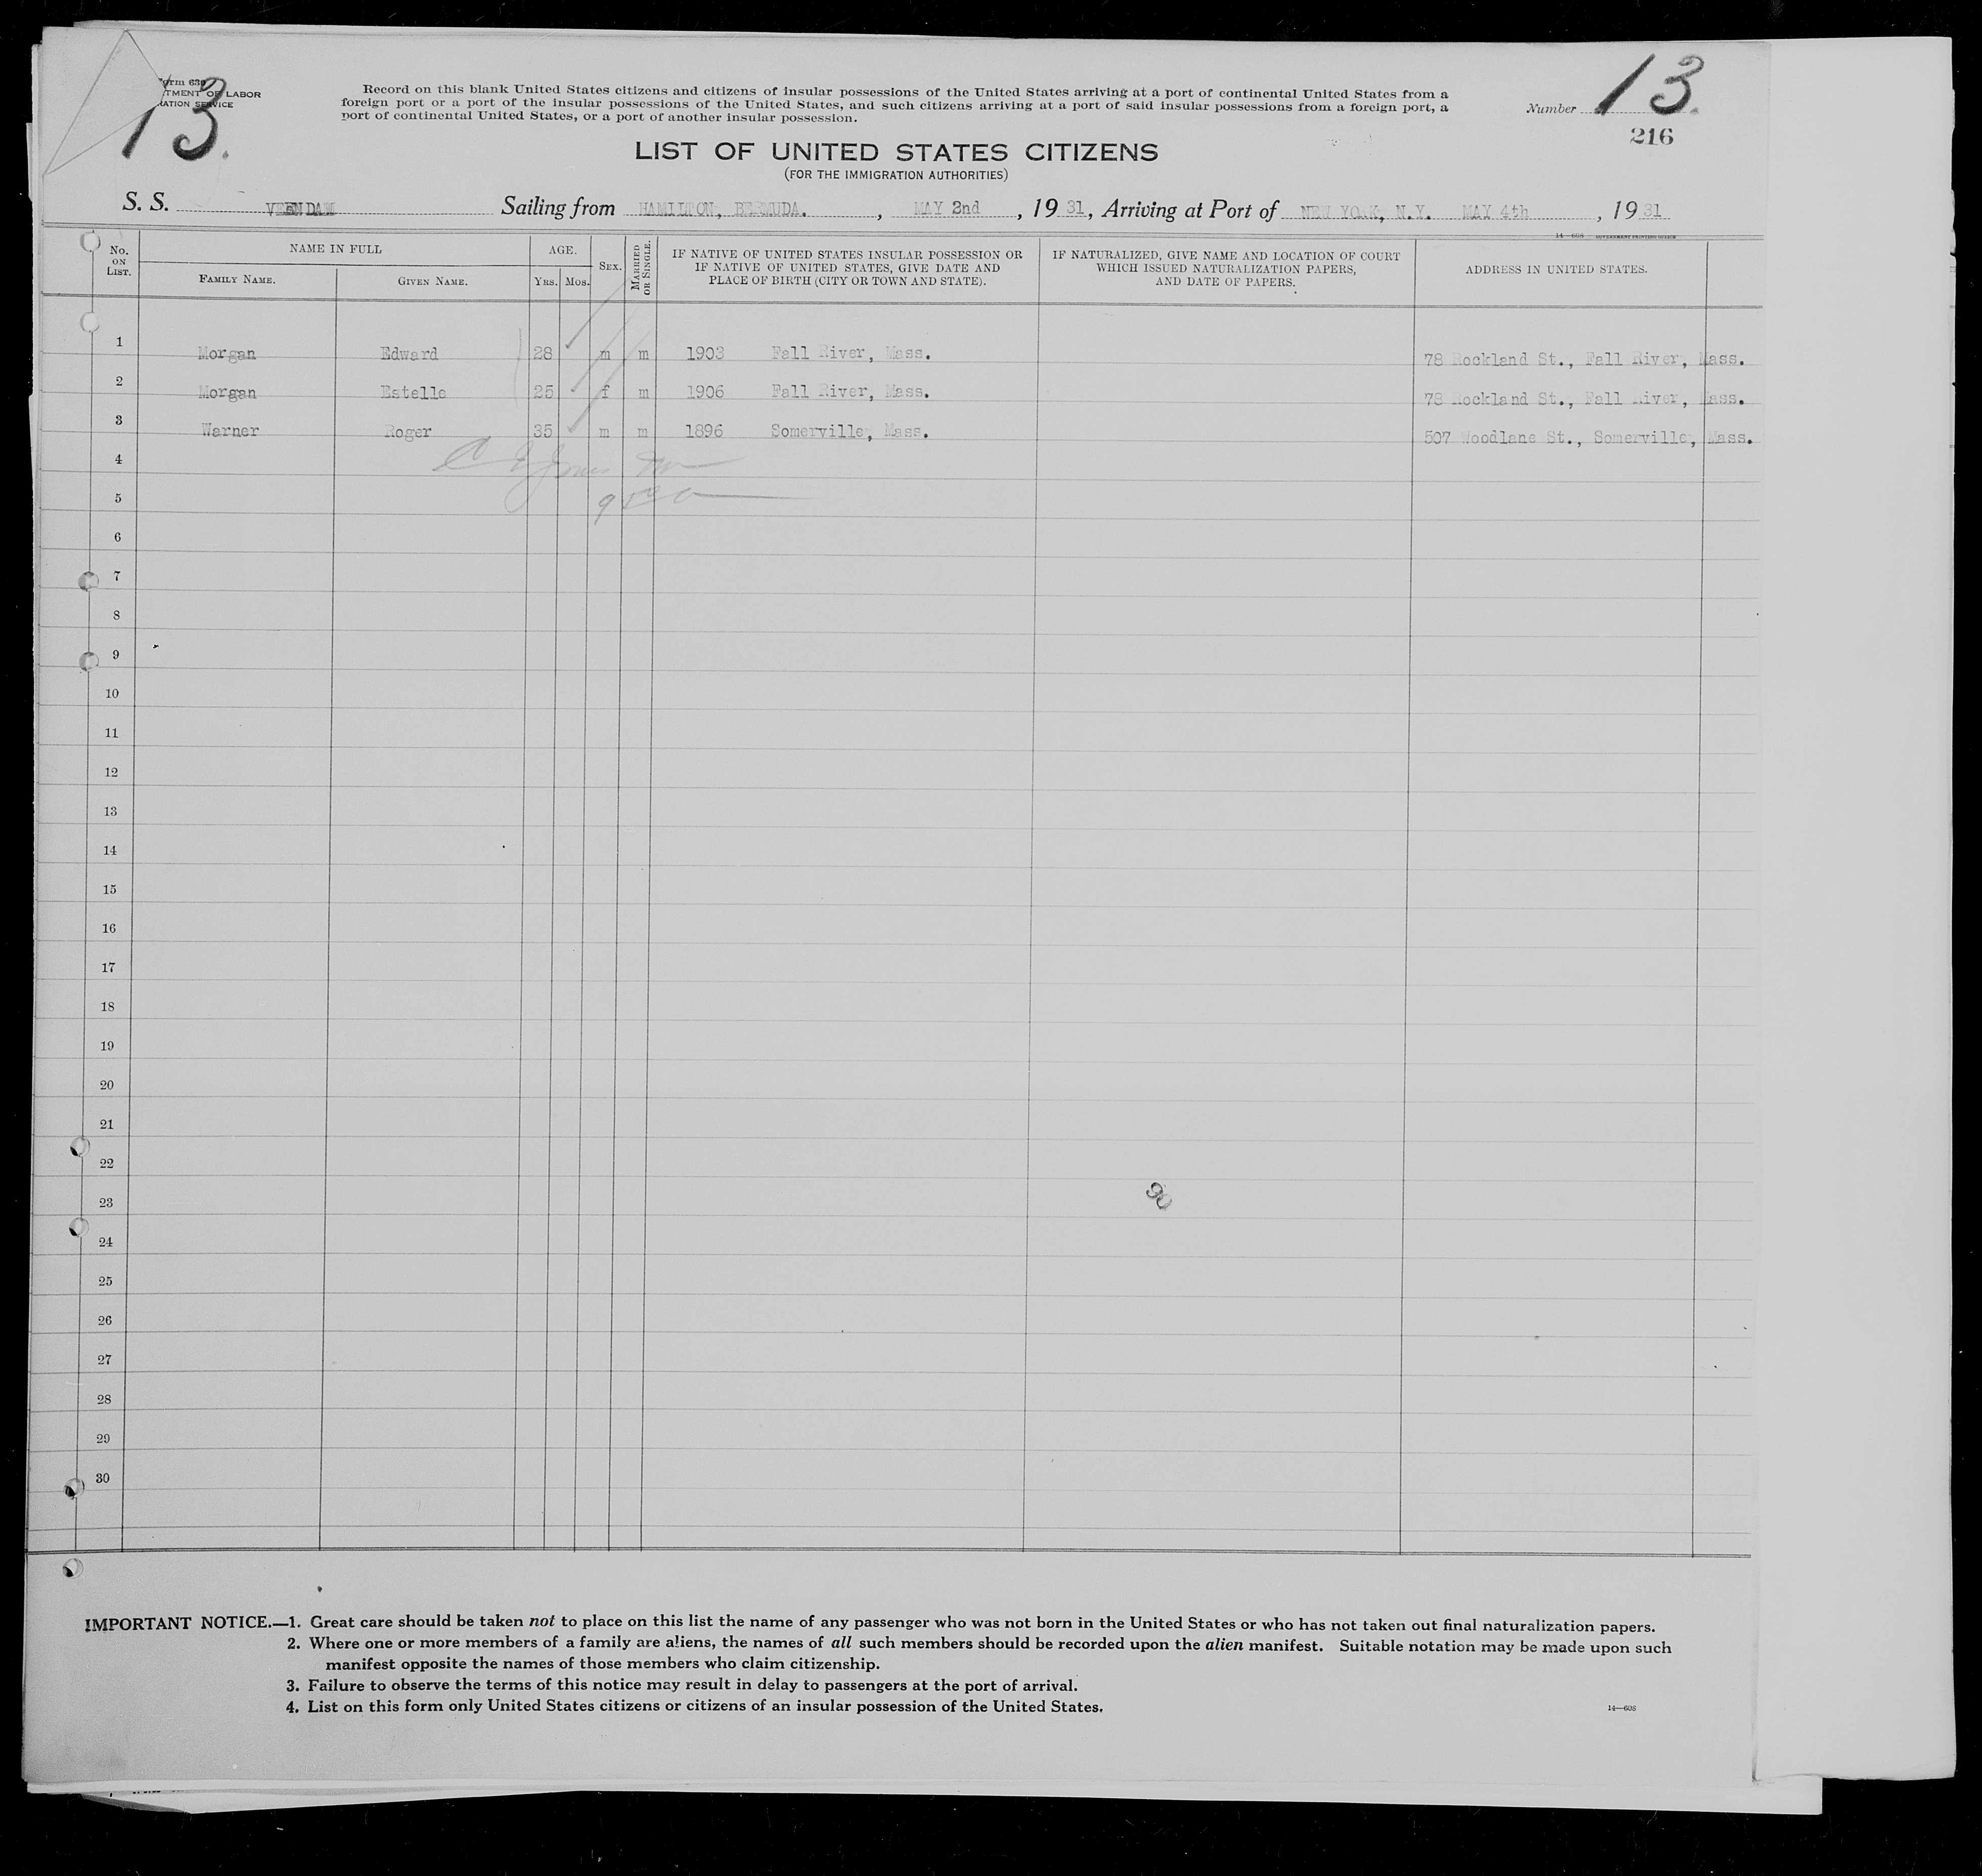 Form 630
TMENT OF LABOR
ATION SERVICE
13.
Record on this blank United States citizens and citizens of insular possessions of the United States arriving at a port of continental United States from a
foreign port or a port of the insular possessions of the United States, and such citizens arriving at a port of said insular possessions from a foreign port, a
port of continental United States, or a port of another insular possession.
Number 13.
216
LIST OF UNITED STATES CITIZENS
(FOR THE IMMIGRATION AUTHORITIES)
S. S. VEENDAM Sailing from HAMILTON, BERMUDA. , MAY 2nd , 19 31, Arriving at Port of NEW YORK, N.Y. MAY 4th , 19 31
14—608 GOVERNMENT PRINTING OFFICE
No. ON LIST. NAME IN FULL FAMILY NAME. GIVEN NAME. AGE. YRS. MOS. SEX. MARRIED OR SINGLE. IF NATIVE OF UNITED STATES INSULAR POSSESSION OR IF NATIVE OF UNITED STATES, GIVE DATE AND PLACE OF BIRTH (CITY OR TOWN AND STATE). IF NATURALIZED, GIVE NAME AND LOCATION OF COURT WHICH ISSUED NATURALIZATION PAPERS, AND DATE OF PAPERS. ADDRESS IN UNITED STATES.
1 Morgan Edward 28 m m 1903 Fall River, Mass. 78 Rockland St., Fall River, Mass.
2 Morgan Estelle 25 f m 1906 Fall River, Mass. 78 Rockland St., Fall River, Mass.
3 Warner Roger 35 m m 1896 Somerville, Mass. 507 Woodlane St., Somerville, Mass.
4
5
6
7
8
9
10
11
12
13
14
15
16
17
18
19
20
21
22
23
90
24
25
26
27
28
29
30
IMPORTANT NOTICE.—1. Great care should be taken not to place on this list the name of any passenger who was not born in the United States or who has not taken out final naturalization papers.
2. Where one or more members of a family are aliens, the names of all such members should be recorded upon the alien manifest. Suitable notation may be made upon such
manifest opposite the names of those members who claim citizenship.
3. Failure to observe the terms of this notice may result in delay to passengers at the port of arrival.
4. List on this form only United States citizens or citizens of an insular possession of the United States.
14—608